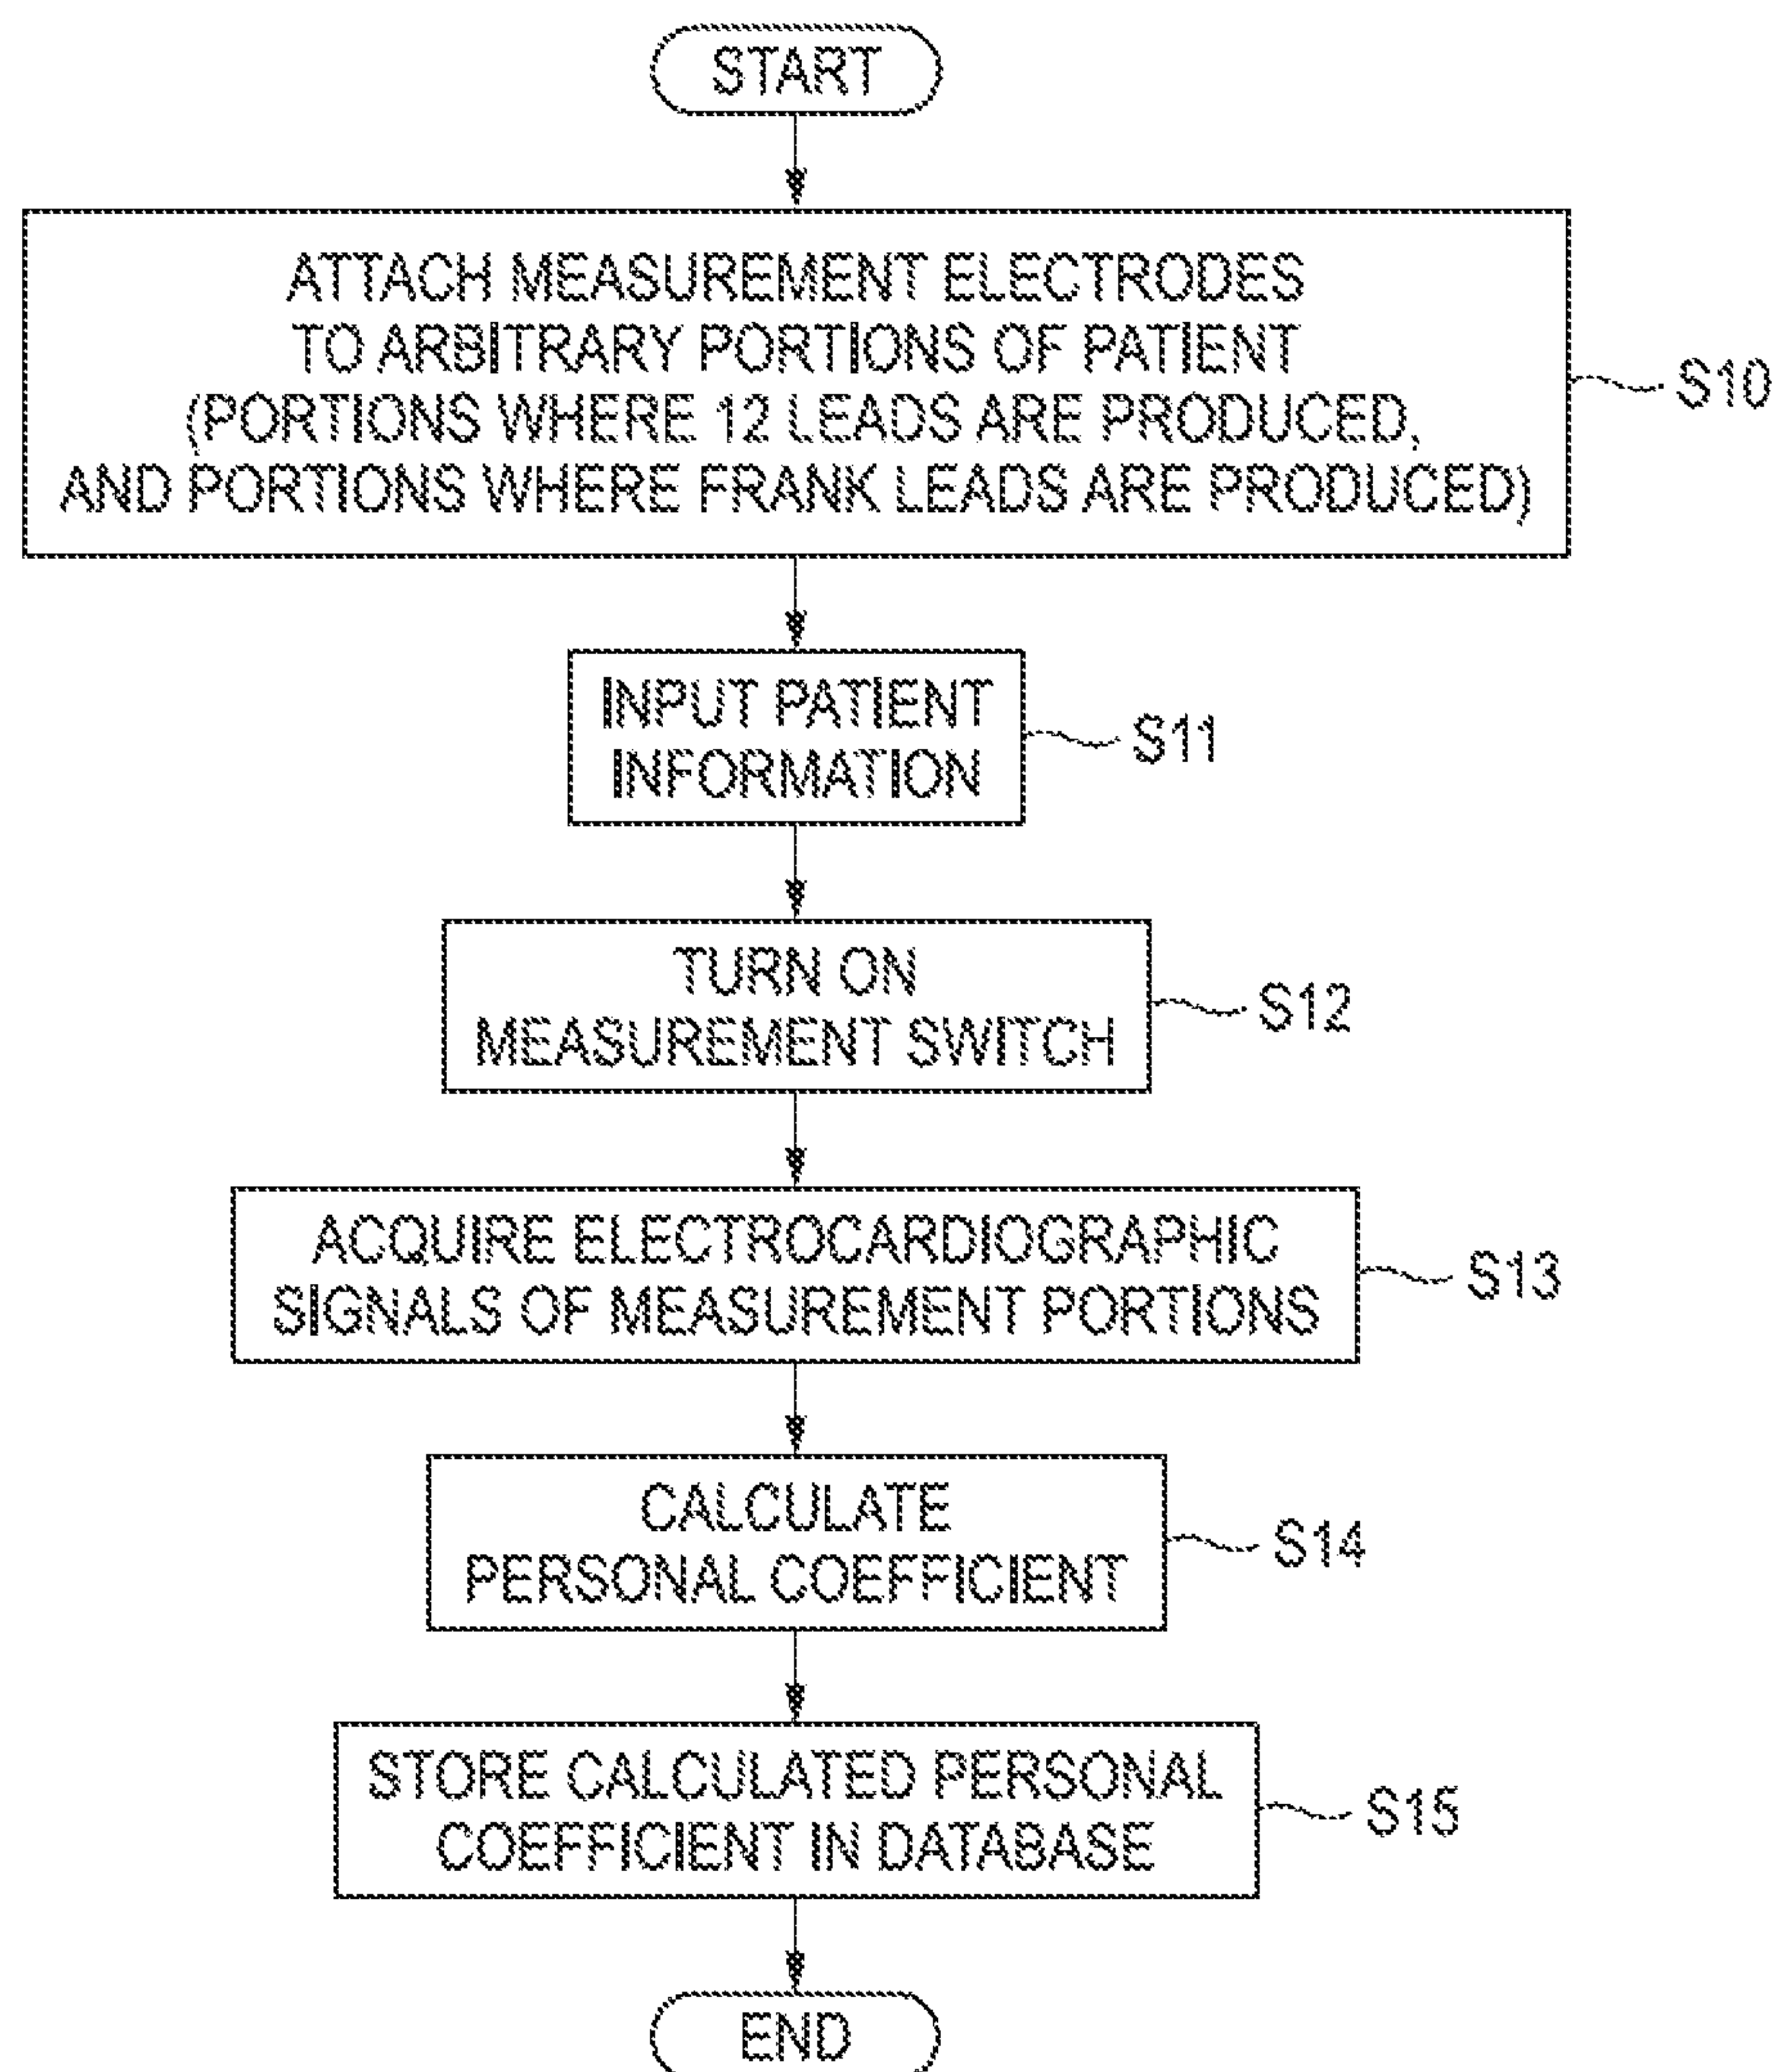 START
ATTACH MEASUREMENT ELECTRODES
TO ARBITRARY PORTIONS OF PATIENT
(PORTIONS WHERE 12 LEADS ARE PRODUCED,
AND PORTIONS WHERE FRANK LEADS ARE PRODUCED)
S10
INPUT PATIENT
INFORMATION
S11
TURN ON
MEASUREMENT SWITCH
S12
ACQUIRE ELECTROCARDIOGRAPHIC
SIGNALS OF MEASUREMENT PORTIONS
S13
CALCULATE
PERSONAL COEFFICIENT
S14
STORE CALCULATED PERSONAL
COEFFICIENT IN DATABASE
S15
END